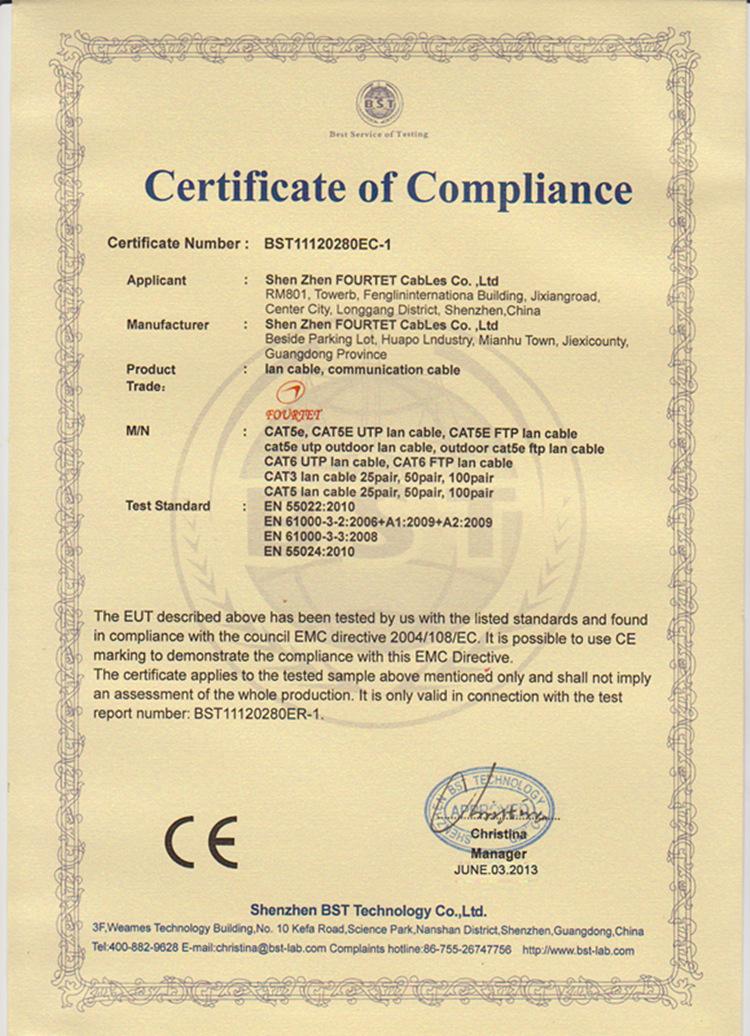 BST
Best Service of Testing
Certificate of Compliance
Certificate Number : BST11120280EC-1
Applicant : Shen Zhen FOURTET CabLes Co. ,Ltd
RM801, Towerb, Fenglininternationa Building, Jixiangroad,
Center City, Longgang District, Shenzhen,China
Manufacturer : Shen Zhen FOURTET CabLes Co. ,Ltd
Beside Parking Lot, Huapo Lndustry, Mianhu Town, Jiexicounty,
Guangdong Province
Product : lan cable, communication cable
Trade:
FOURTET
M/N : CAT5e, CAT5E UTP lan cable, CAT5E FTP lan cable
cat5e utp outdoor lan cable, outdoor cat5e ftp lan cable
CAT6 UTP lan cable, CAT6 FTP lan cable
CAT3 lan cable 25pair, 50pair, 100pair
CAT5 lan cable 25pair, 50pair, 100pair
Test Standard : EN 55022:2010
EN 61000-3-2:2006+A1:2009+A2:2009
EN 61000-3-3:2008
EN 55024:2010
BST
The EUT described above has been tested by us with the listed standards and found
in compliance with the council EMC directive 2004/108/EC. It is possible to use CE
marking to demonstrate the compliance with this EMC Directive.
The certificate applies to the tested sample above mentioned only and shall not imply
an assessment of the whole production. It is only valid in connection with the test
report number: BST11120280ER-1.
CE
SHENZHEN BST TECHNOLOGY
APPROVED
Christina
Manager
JUNE.03.2013
Shenzhen BST Technology Co.,Ltd.
3F,Weames Technology Building,No. 10 Kefa Road,Science Park,Nanshan District,Shenzhen,Guangdong,China
Tel:400-882-9628 E-mail:christina@bst-lab.com Complaints hotline:86-755-26747756 http://www.bst-lab.com